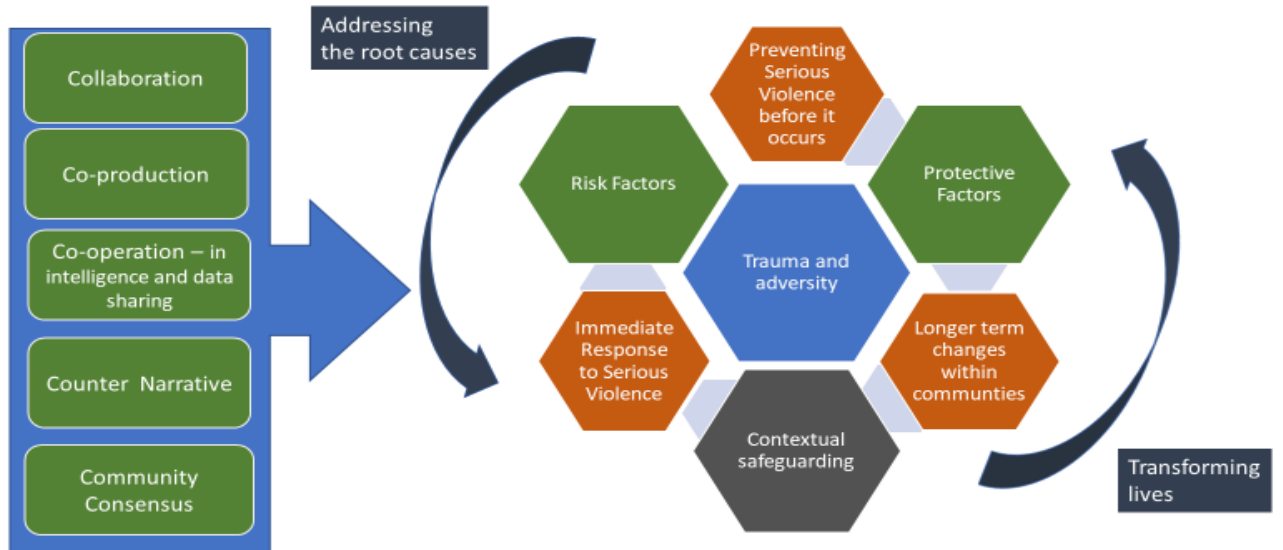 Collaboration
Co-production
Co-operation – in
intelligence and data
sharing
Counter Narrative
Community
Consensus
Addressing
the root causes
Preventing
Serious
Violence
before it
occurs
Risk Factors
Protective
Factors
Trauma and
adversity
Immediate
Response
to Serious
Violence
Longer term
changes
within
communties
Contextual
safeguarding
Transforming
lives